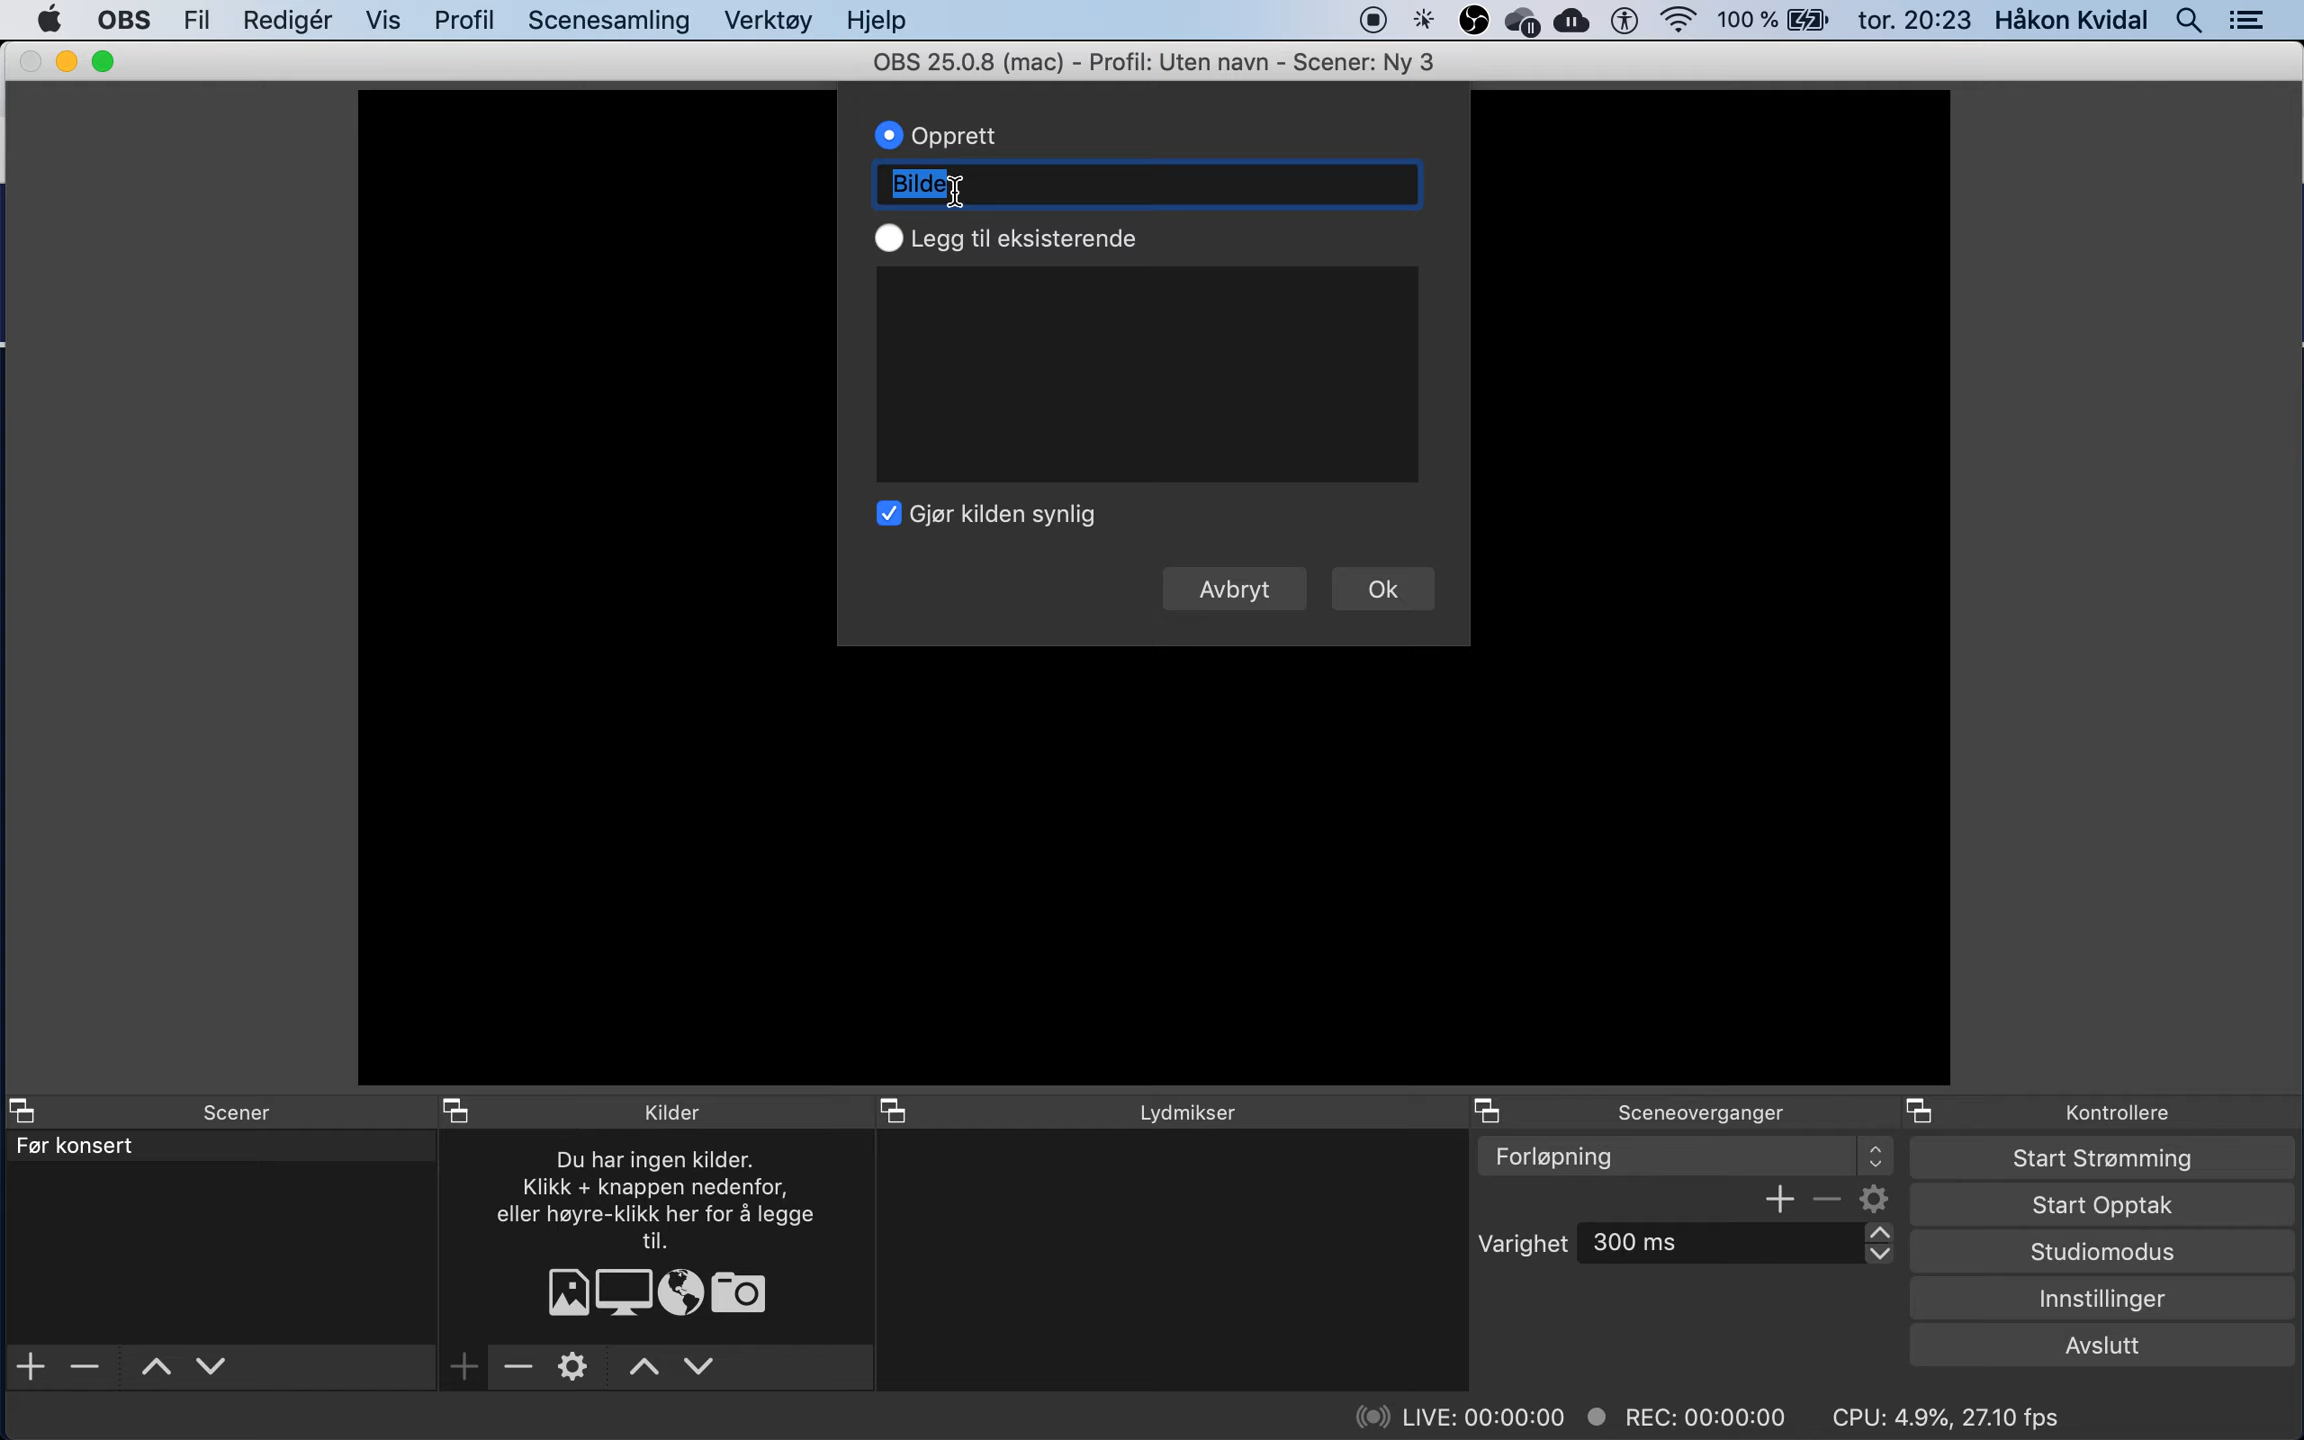 OBS Fil Redigér Vis Profil Scenesamling Verktøy Hjelp 100 % tor. 20:23 Håkon Kvidal
OBS 25.0.8 (mac) - Profil: Uten navn - Scener: Ny 3
Opprett
Bilde
Legg til eksisterende
Gjør kilden synlig
Avbryt Ok
Scener Kilder Lydmikser Sceneoverganger Kontrollere
Før konsert
Du har ingen kilder.
Klikk + knappen nedenfor,
eller høyre-klikk her for å legge
til.
Forløpning
Varighet 300 ms
Start Strømming
Start Opptak
Studiomodus
Innstillinger
Avslutt
LIVE: 00:00:00 REC: 00:00:00 CPU: 4.9%, 27.10 fps